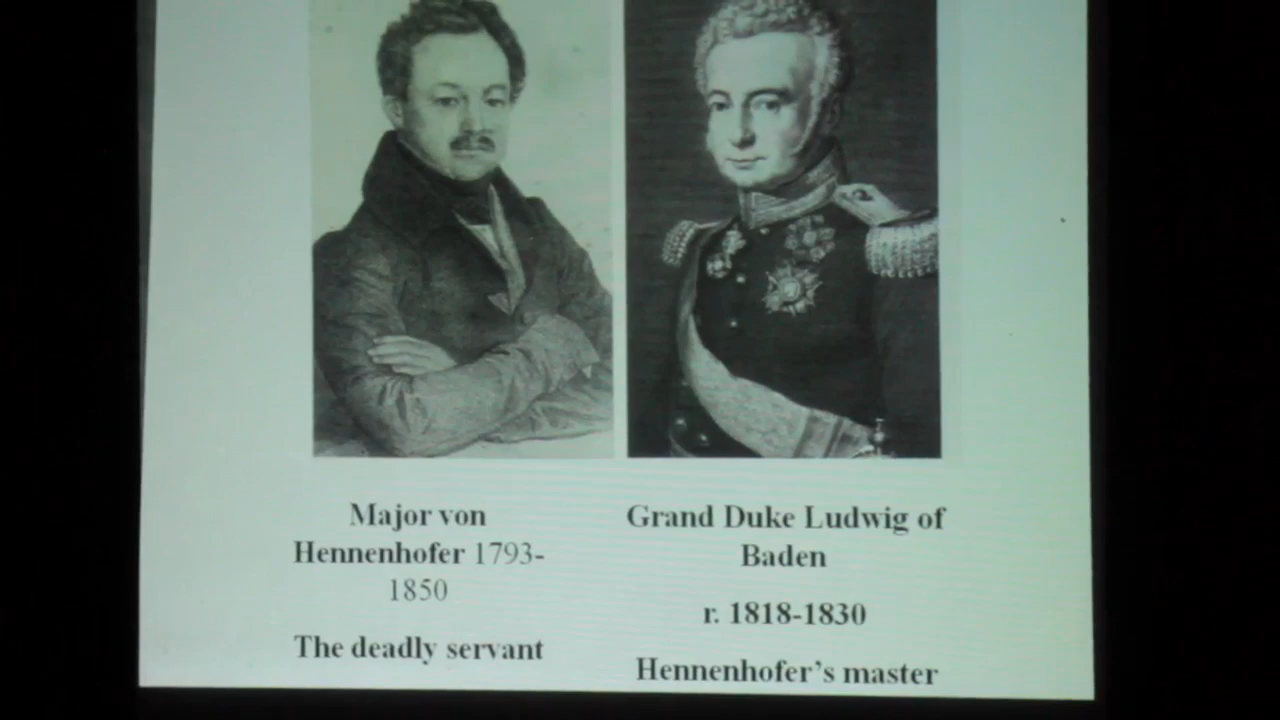 Major von
Hennenhofer 1793-
1850
The deadly servant
Grand Duke Ludwig of
Baden
r. 1818-1830
Hennenhofer's master